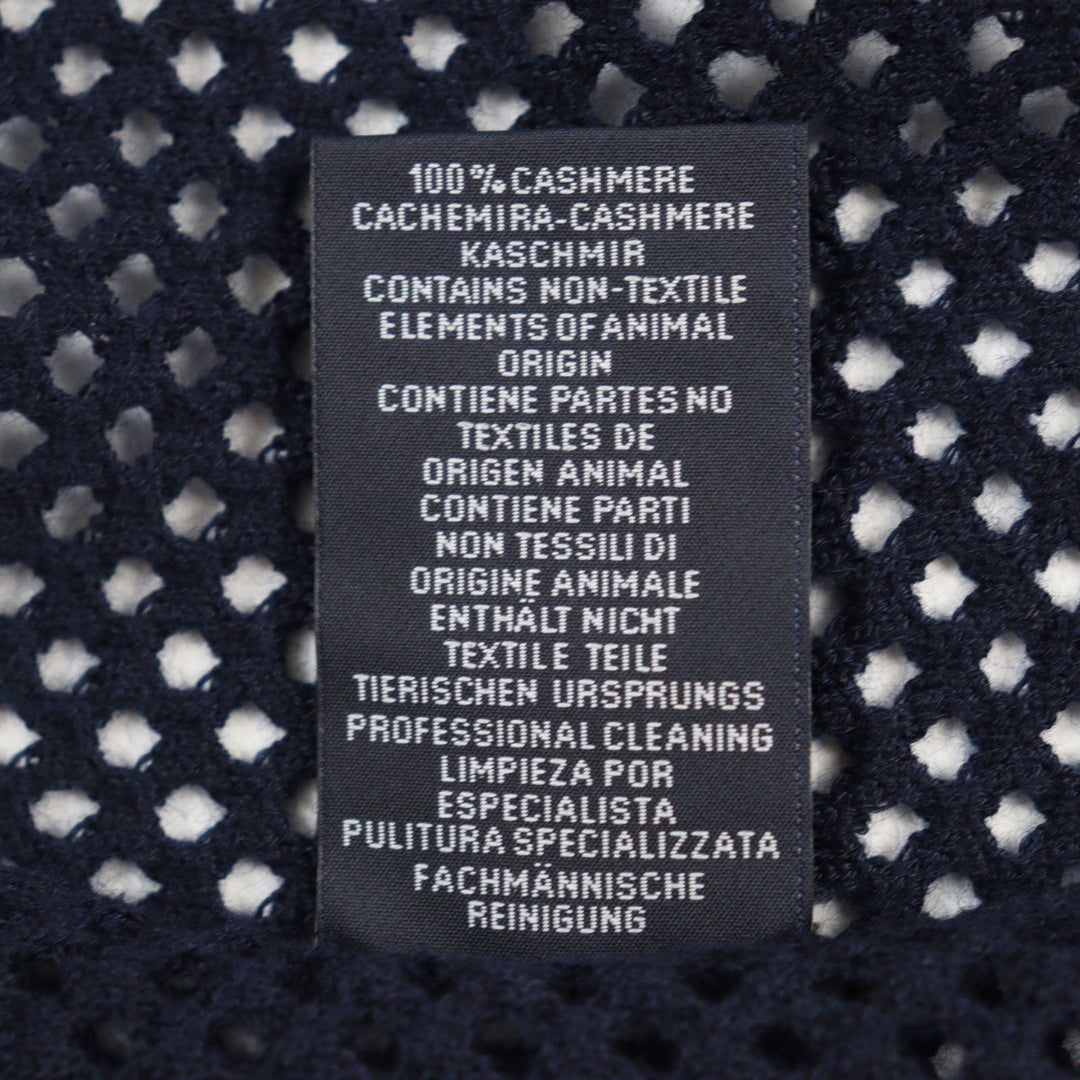 100% CASHMERE
CACHEMIRA-CASHMERE
KASCHMIR
CONTAINS NON-TEXTILE
ELEMENTS OF ANIMAL
ORIGIN
CONTIENE PARTES NO
TEXTILES DE
ORIGEN ANIMAL
CONTIENE PARTI
NON TESSILI DI
ORIGINE ANIMALE
ENTHÄLT NICHT
TEXTILE TEILE
TIERISCHEN URSPRUNGS
PROFESSIONAL CLEANING
LIMPIEZA POR
ESPECIALISTA
PULITURA SPECIALIZZATA
FACHMÄNNISCHE
REINIGUNG